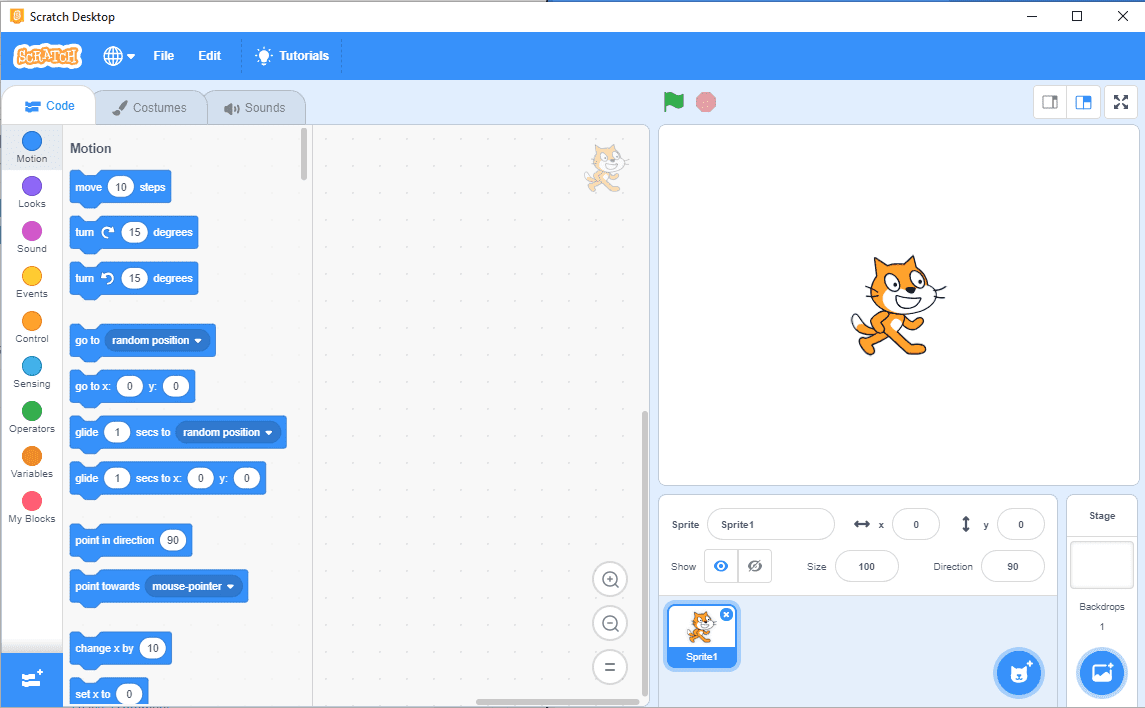 Scratch Desktop
SCRATCH
File
Edit
Tutorials
Code
Costumes
Sounds
Motion
Looks
Sound
Events
Control
Sensing
Operators
Variables
My Blocks
Motion
move 10 steps
turn 15 degrees
turn 15 degrees
go to random position
go to x: 0 y: 0
glide 1 secs to random position
glide 1 secs to x: 0 y: 0
point in direction 90
point towards mouse-pointer
change x by 10
set x to 0
Sprite Sprite1 x 0 y 0
Show Size 100 Direction 90
Sprite1
Stage
Backdrops
1